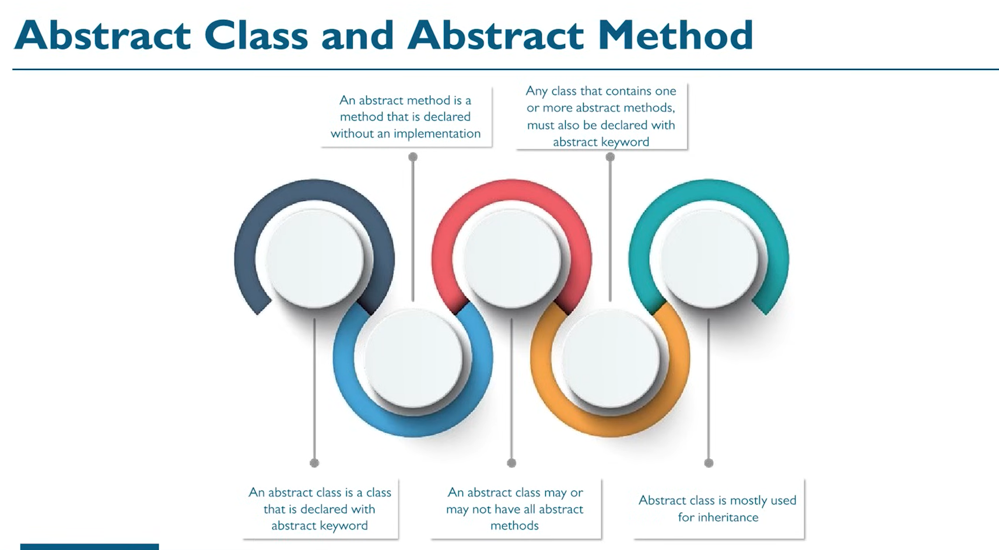 Abstract Class and Abstract Method
An abstract method is a
method that is declared
without an implementation
Any class that contains one
or more abstract methods,
must also be declared with
abstract keyword
An abstract class is a class
that is declared with
abstract keyword
An abstract class may or
may not have all abstract
methods
Abstract class is mostly used
for inheritance